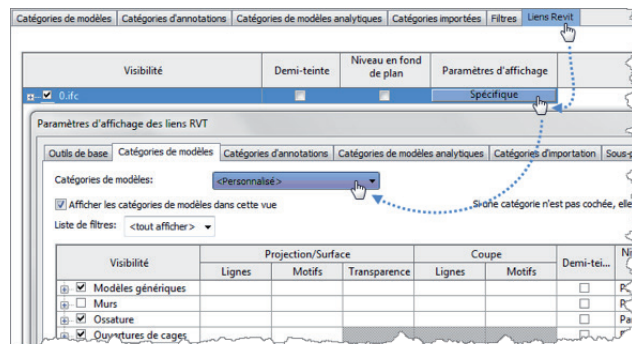 Catégories de modèles Catégories d'annotations Catégories de modèles analytiques Catégories importées Filtres Liens Revit
Visibilité Demi-teinte Niveau en fond de plan Paramètres d'affichage
0.ifc Spécifique
Paramètres d'affichage des liens RVT
Outils de base Catégories de modèles Catégories d'annotations Catégories de modèles analytiques Catégories d'importation
Catégories de modèles: <Personnalisé>
Afficher les catégories de modèles dans cette vue Si une catégorie n'est pas cochée, elle
Liste de filtres: <tout afficher>
Visibilité Projection/Surface Coupe Demi-tei...
Lignes Motifs Transparence Lignes Motifs
Modèles génériques
Murs
Ossature
Ouvertures de cages